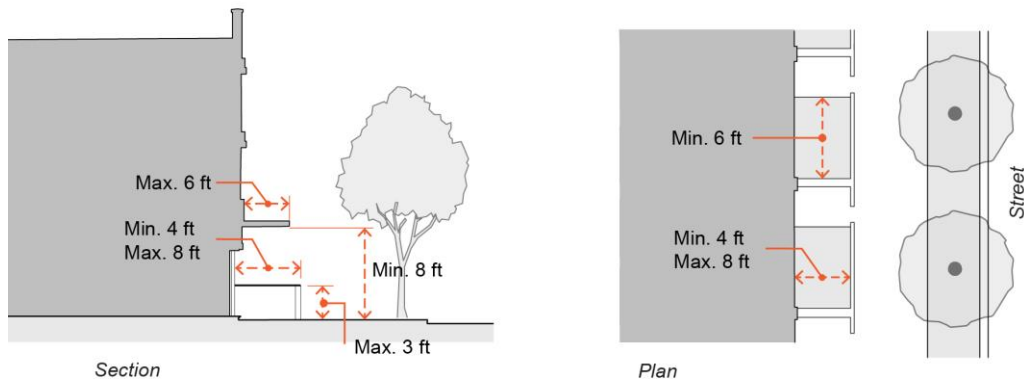 Max. 6 ft
Min. 4 ft
Max. 8 ft
Min. 8 ft
Max. 3 ft
Section
Min. 6 ft
Min. 4 ft
Max. 8 ft
Street
Plan